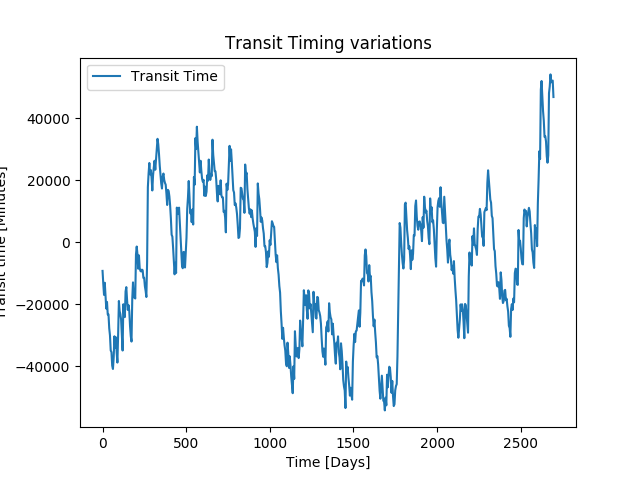 Transit Timing variations
Transit Time
40000
20000
0
−20000
−40000
Transit time [Minutes]
0 500 1000 1500 2000 2500
Time [Days]